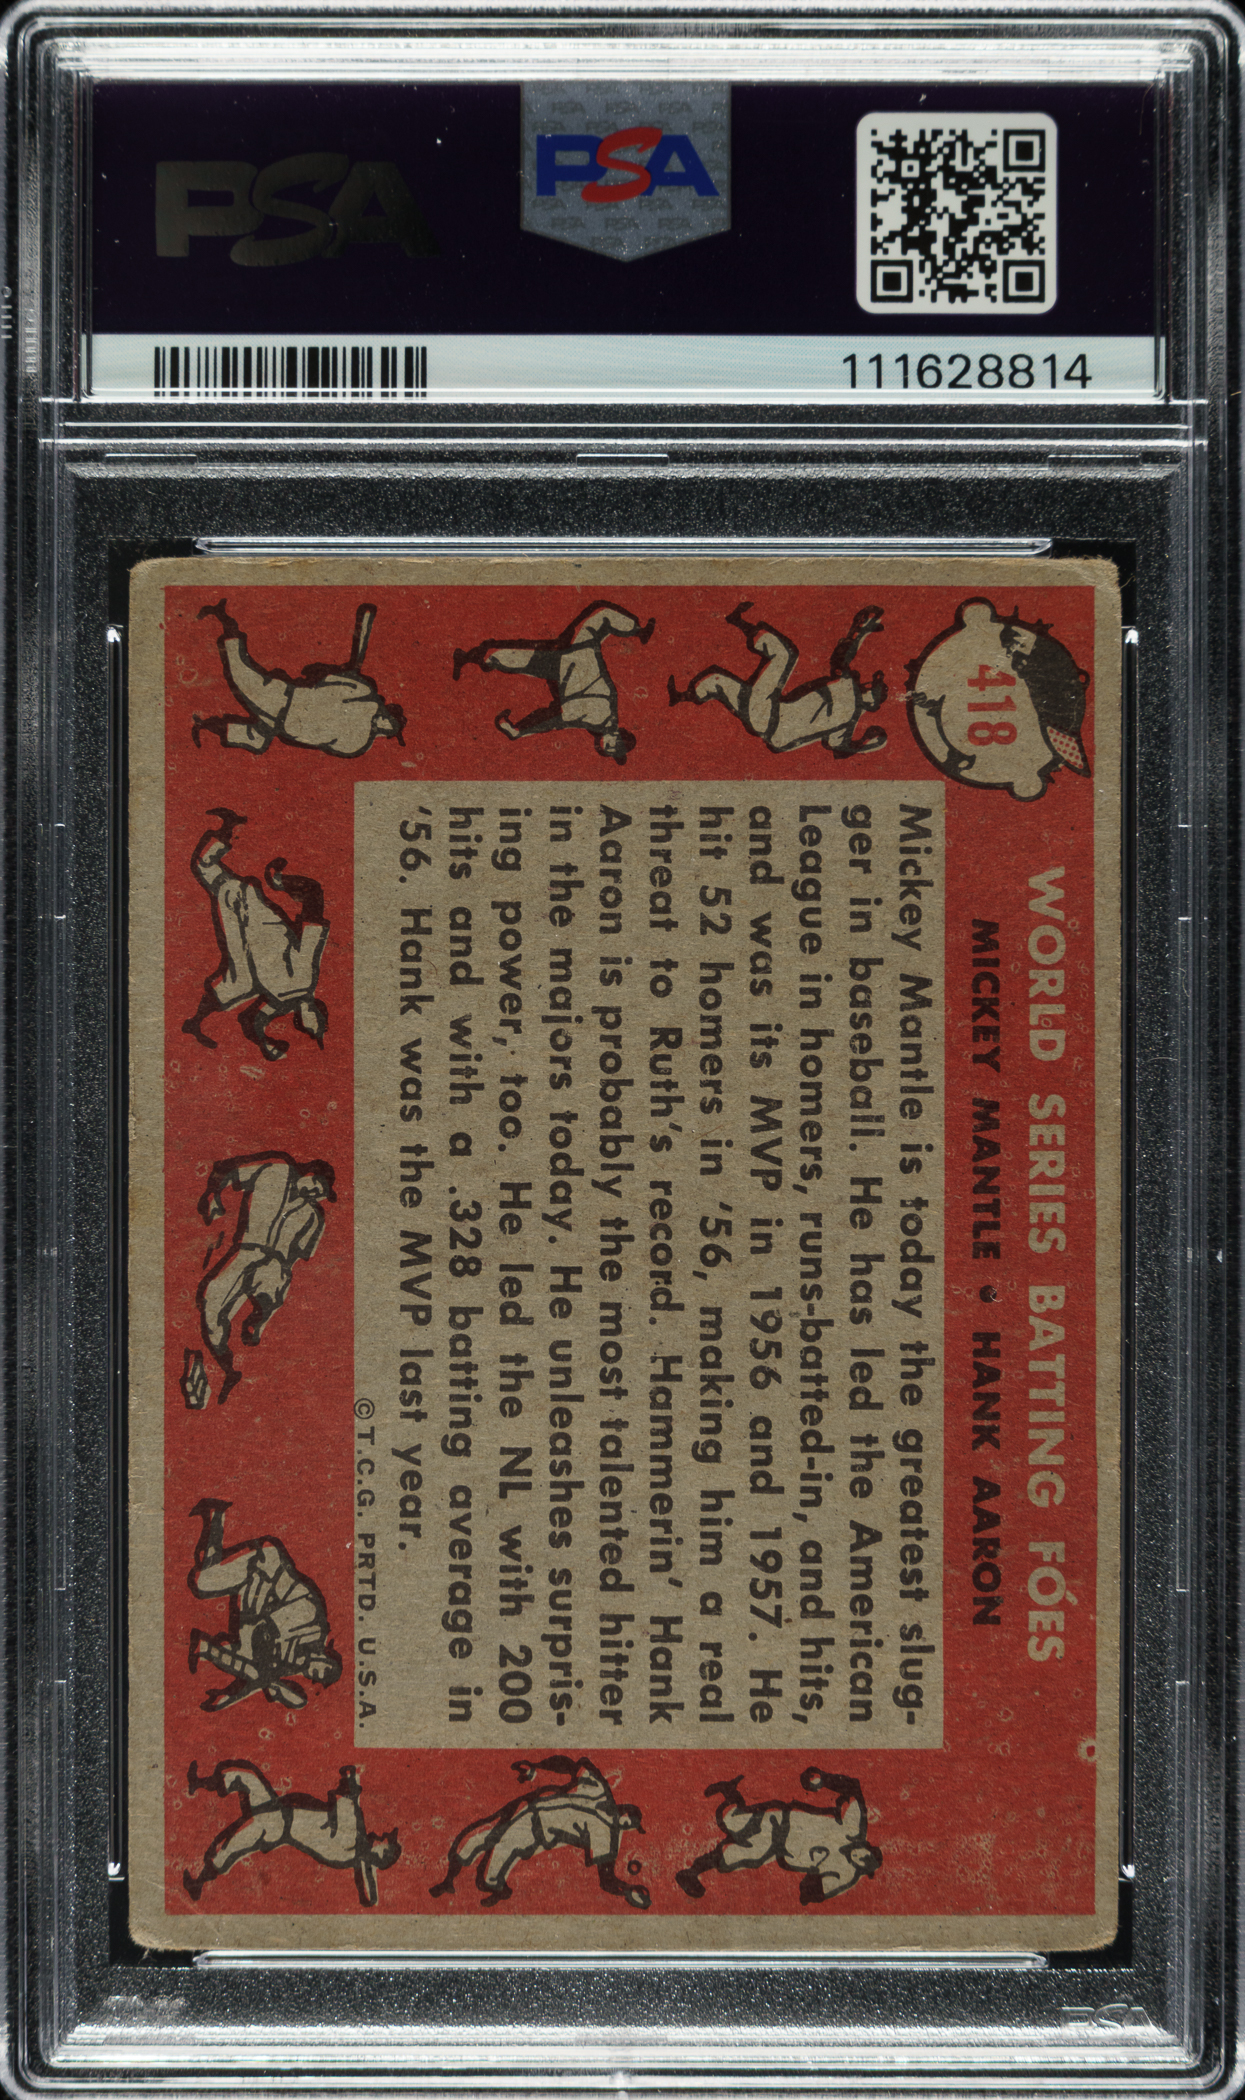 PSA
PSA
111628814
418
WORLD SERIES BATTING FOES
MICKEY MANTLE • HANK AARON
Mickey Mantle is today the greatest slug-
ger in baseball. He has led the American
League in homers, runs-batted-in, and hits,
and was its MVP in 1956 and 1957. He
hit 52 homers in '56, making him a real
threat to Ruth's record. Hammerin' Hank
Aaron is probably the most talented hitter
in the majors today. He unleashes surpris-
ing power, too. He led the NL with 200
hits and with a .328 batting average in
'56. Hank was the MVP last year.
© T.C.G. PRTD. U.S.A.
PSA